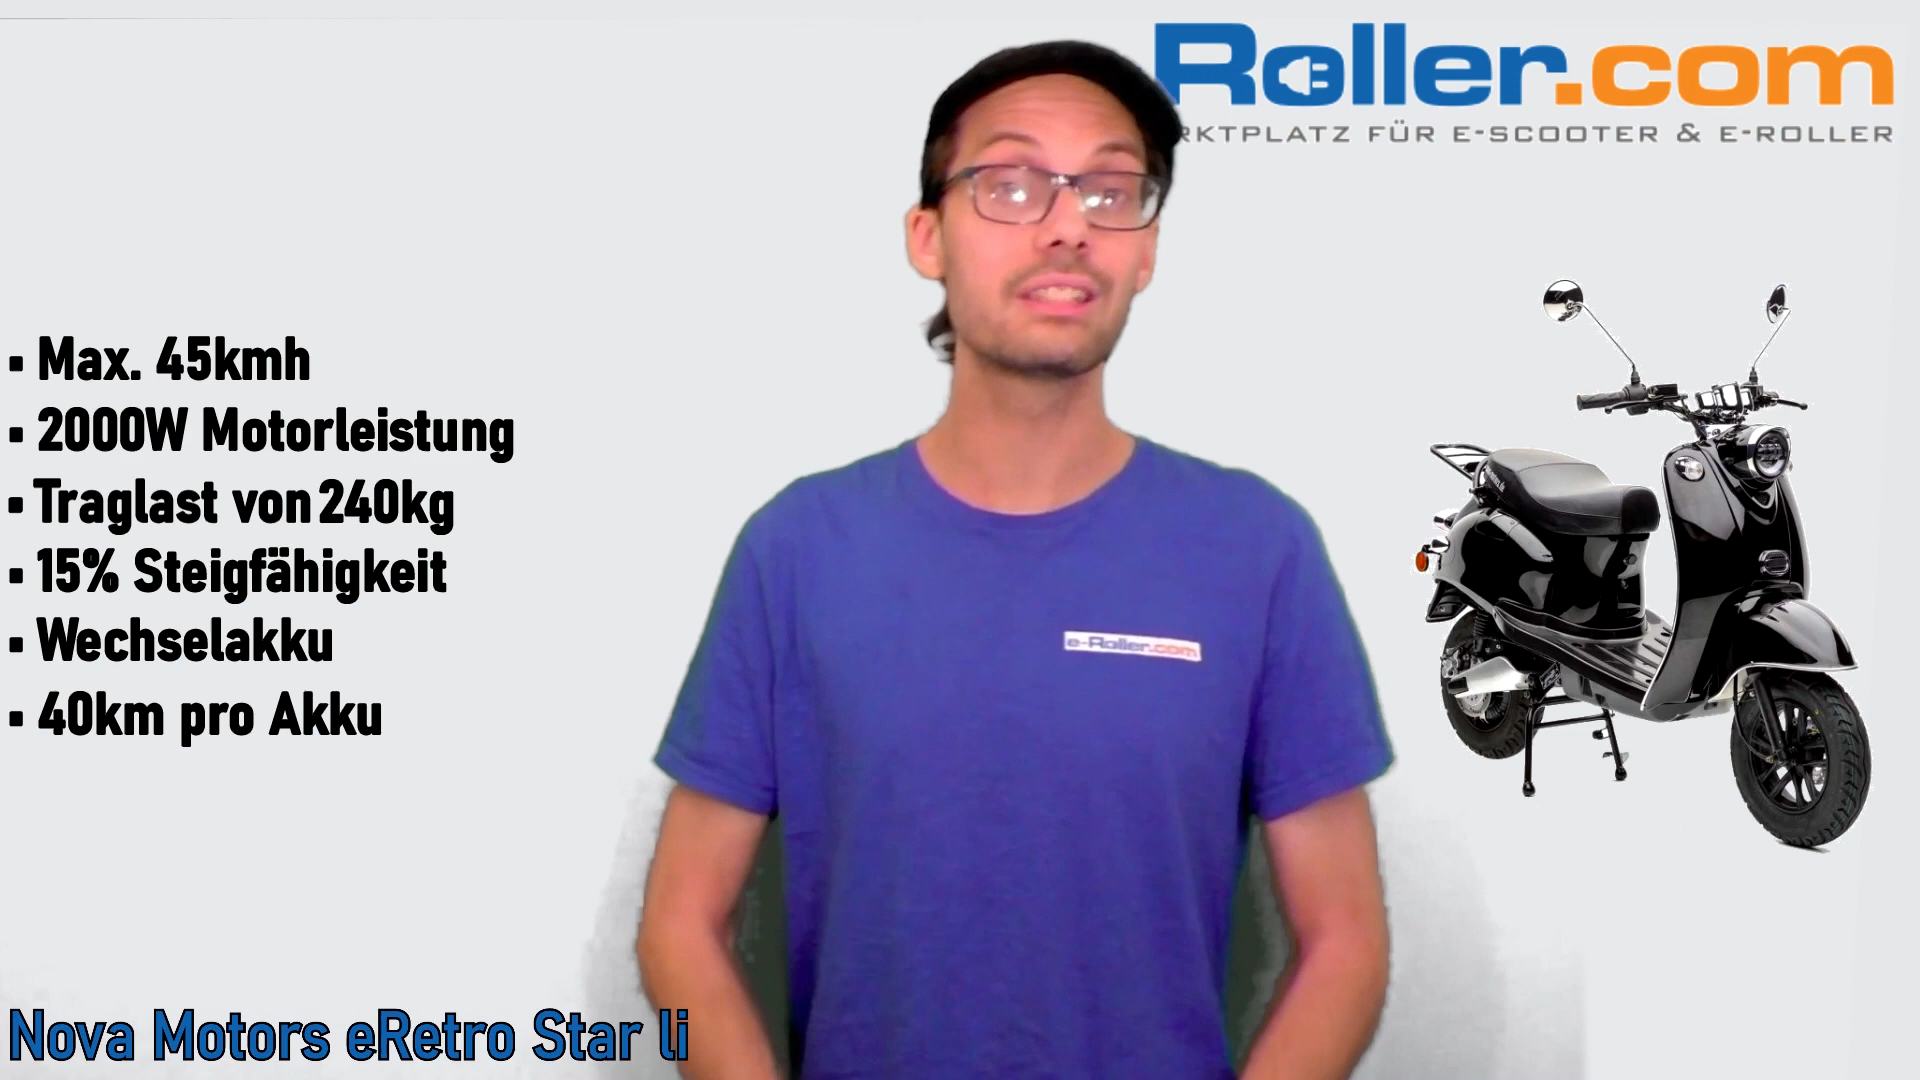 Roller.com
RKTPLATZ FÜR E-SCOOTER & E-ROLLER
▪ Max. 45kmh
▪ 2000W Motorleistung
▪ Traglast von 240kg
▪ 15% Steigfähigkeit
▪ Wechselakku
▪ 40km pro Akku
e-Roller.com
Nova Motors eRetro Star li